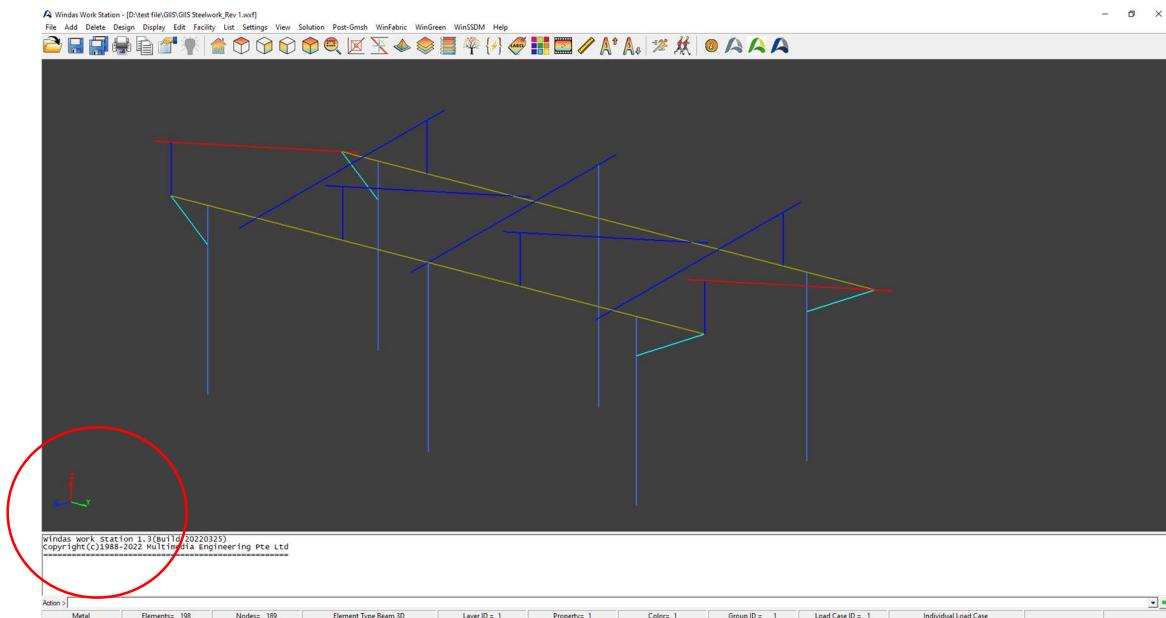 Windas Work Station - [D:\test file\GIIS\GIIS Steelwork_Rev 1.wxf]
File Add Delete Design Display Edit Facility List Settings View Solution Post-Gmsh WinFabric WinGreen WinSSDM Help
LABEL
Z
Y
Windas Work Station 1.3(Build 20220325)
Copyright(c)1988-2022 Multimedia Engineering Pte Ltd
Action >
Metal Elements= 198 Nodes= 189 Element Type Beam 3D Layer ID = 1 Property= 1 Color= 1 Group ID = 1 Load Case ID = 1 Individual Load Case